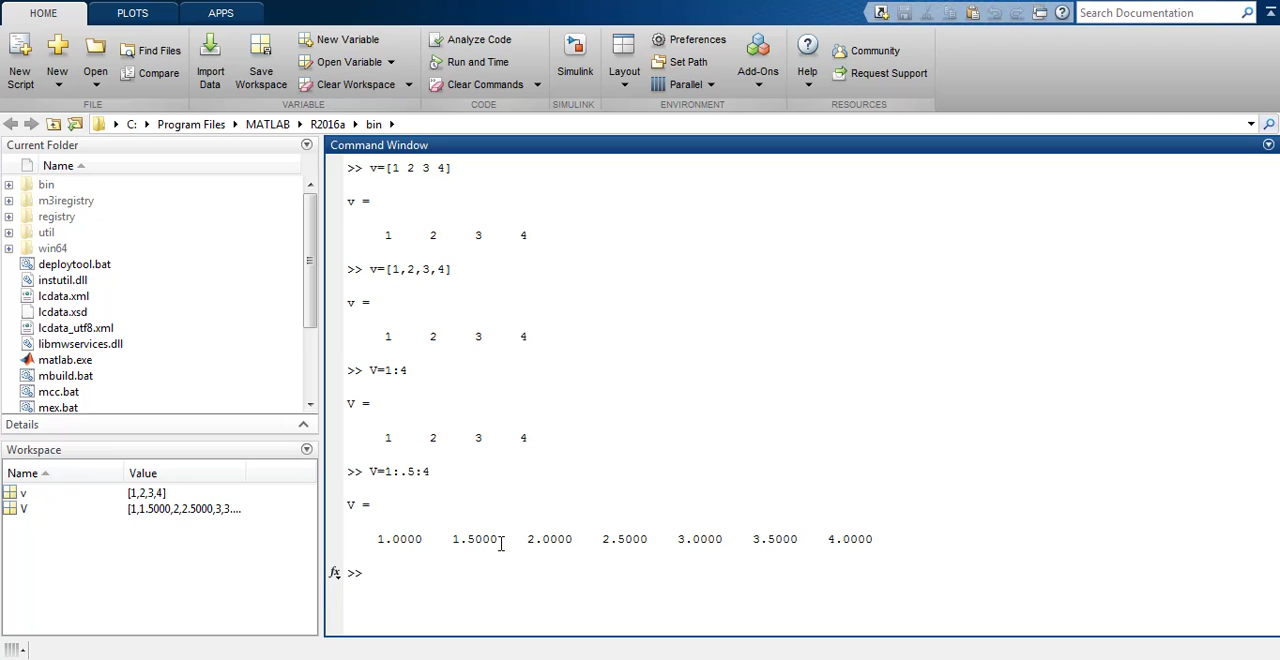 HOME PLOTS APPS Search Documentation
New Script New Open Find Files Compare Import Data Save Workspace New Variable Open Variable Clear Workspace Analyze Code Run and Time Clear Commands Simulink Layout Preferences Set Path Parallel Add-Ons Help Community Request Support
FILE VARIABLE CODE SIMULINK ENVIRONMENT RESOURCES
C: Program Files MATLAB R2016a bin
Current Folder
Name
bin
m3iregistry
registry
util
win64
deploytool.bat
instutil.dll
lcdata.xml
lcdata.xsd
lcdata_utf8.xml
libmwservices.dll
matlab.exe
mbuild.bat
mcc.bat
mex.bat
Details
Workspace
Name Value
v [1,2,3,4]
V [1,1.5000,2,2.5000,3,3....
Command Window
>> v=[1 2 3 4]
v =
1 2 3 4
>> v=[1,2,3,4]
v =
1 2 3 4
>> V=1:4
V =
1 2 3 4
>> V=1:.5:4
V =
1.0000 1.5000 2.0000 2.5000 3.0000 3.5000 4.0000
fx >>